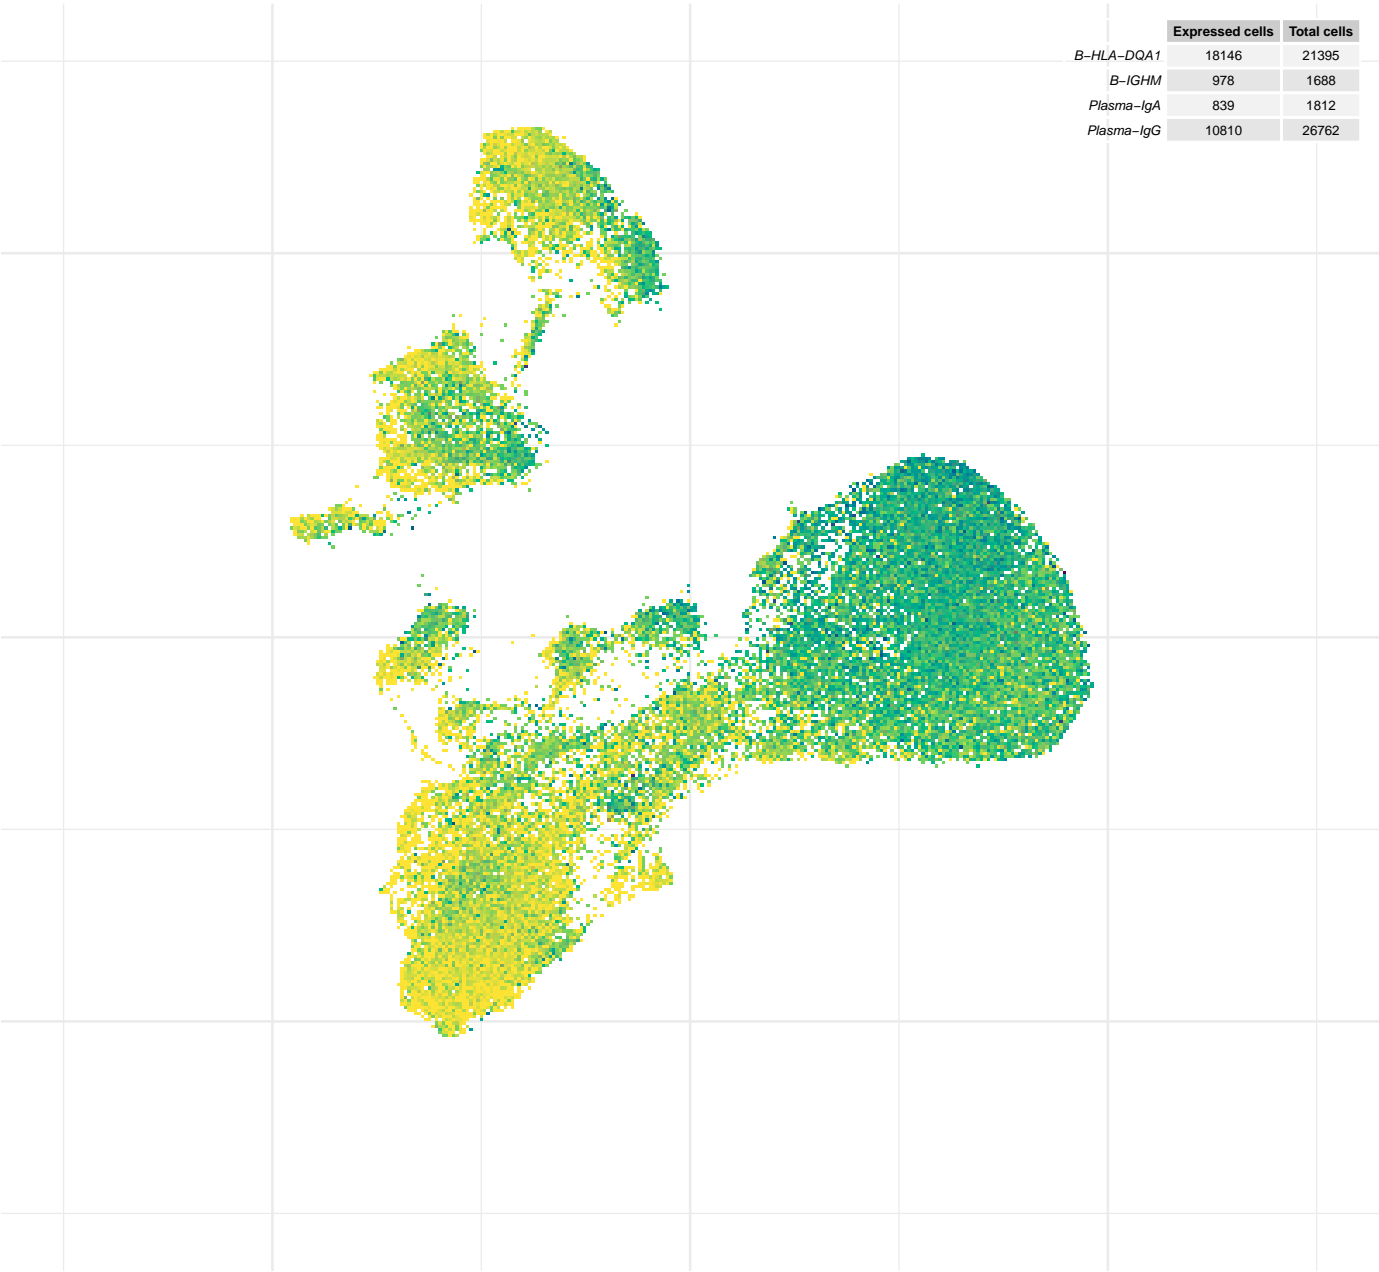 Expressed cells Total cells
B−HLA−DQA1 18146 21395
B−IGHM 978 1688
Plasma−IgA 839 1812
Plasma−IgG 10810 26762